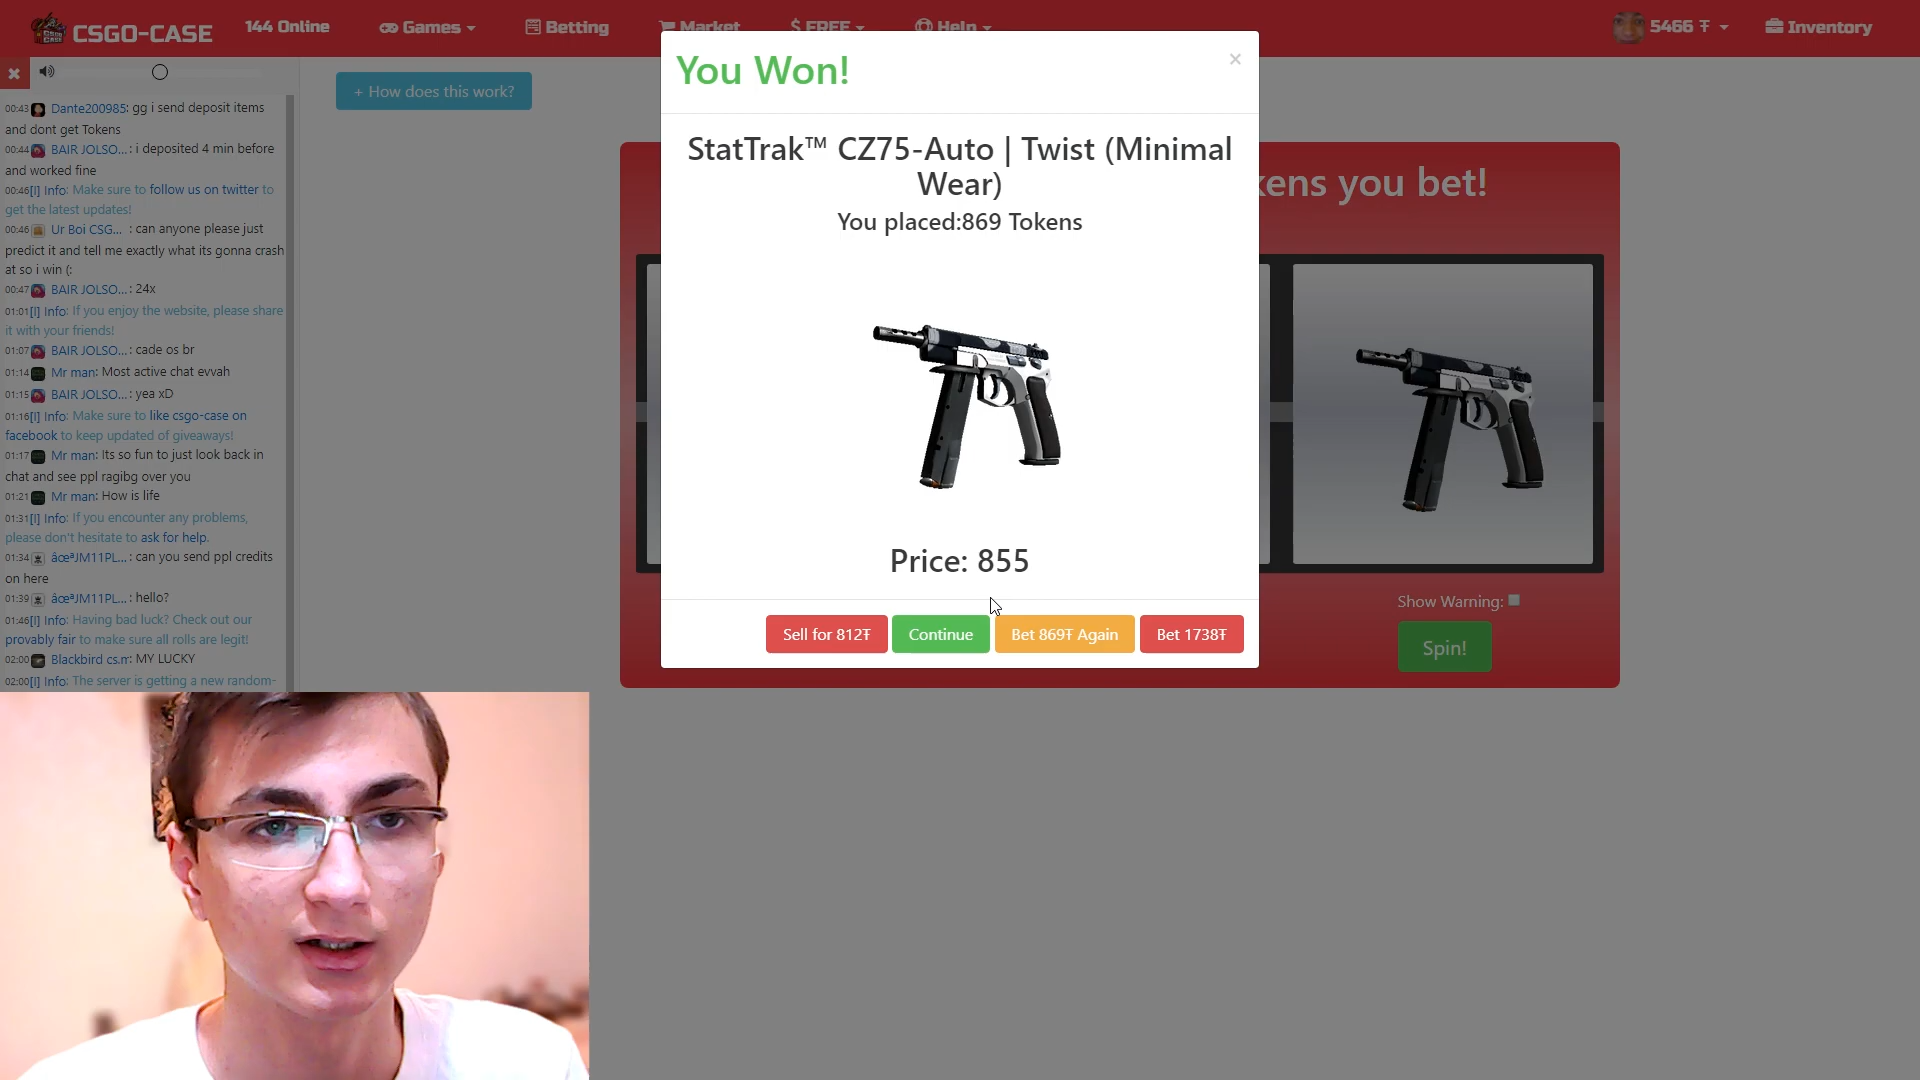 CSGO-CASE
144 Online
Games
Betting
Market
$ FREE
Help
5466 Ŧ
Inventory
00:43 Dante200985: gg i send deposit items
and dont get Tokens
00:44 BAIR JOLSO...: i deposited 4 min before
and worked fine
00:46[I] Info: Make sure to follow us on twitter to
get the latest updates!
00:46 Ur Boi CSG... : can anyone please just
predict it and tell me exactly what its gonna crash
at so i win (:
00:47 BAIR JOLSO...: 24x
01:01[I] Info: If you enjoy the website, please share
it with your friends!
01:07 BAIR JOLSO...: cade os br
01:14 Mr man: Most active chat evvah
01:15 BAIR JOLSO...: yea xD
01:16[I] Info: Make sure to like csgo-case on
facebook to keep updated of giveaways!
01:17 Mr man: Its so fun to just look back in
chat and see ppl ragibg over you
01:21 Mr man: How is life
01:31[I] Info: If you encounter any problems,
please don't hesitate to ask for help.
01:34 âœªJM11PL...: can you send ppl credits
on here
01:39 âœªJM11PL...: hello?
01:46[I] Info: Having bad luck? Check out our
provably fair to make sure all rolls are legit!
02:00 Blackbird cs.m: MY LUCKY
02:00[I] Info: The server is getting a new random-
+ How does this work?
kens you bet!
You Won!
×
StatTrak™ CZ75-Auto | Twist (Minimal
Wear)
You placed:869 Tokens
Price: 855
Sell for 812Ŧ
Continue
Bet 869Ŧ Again
Bet 1738Ŧ
Show Warning:
Spin!